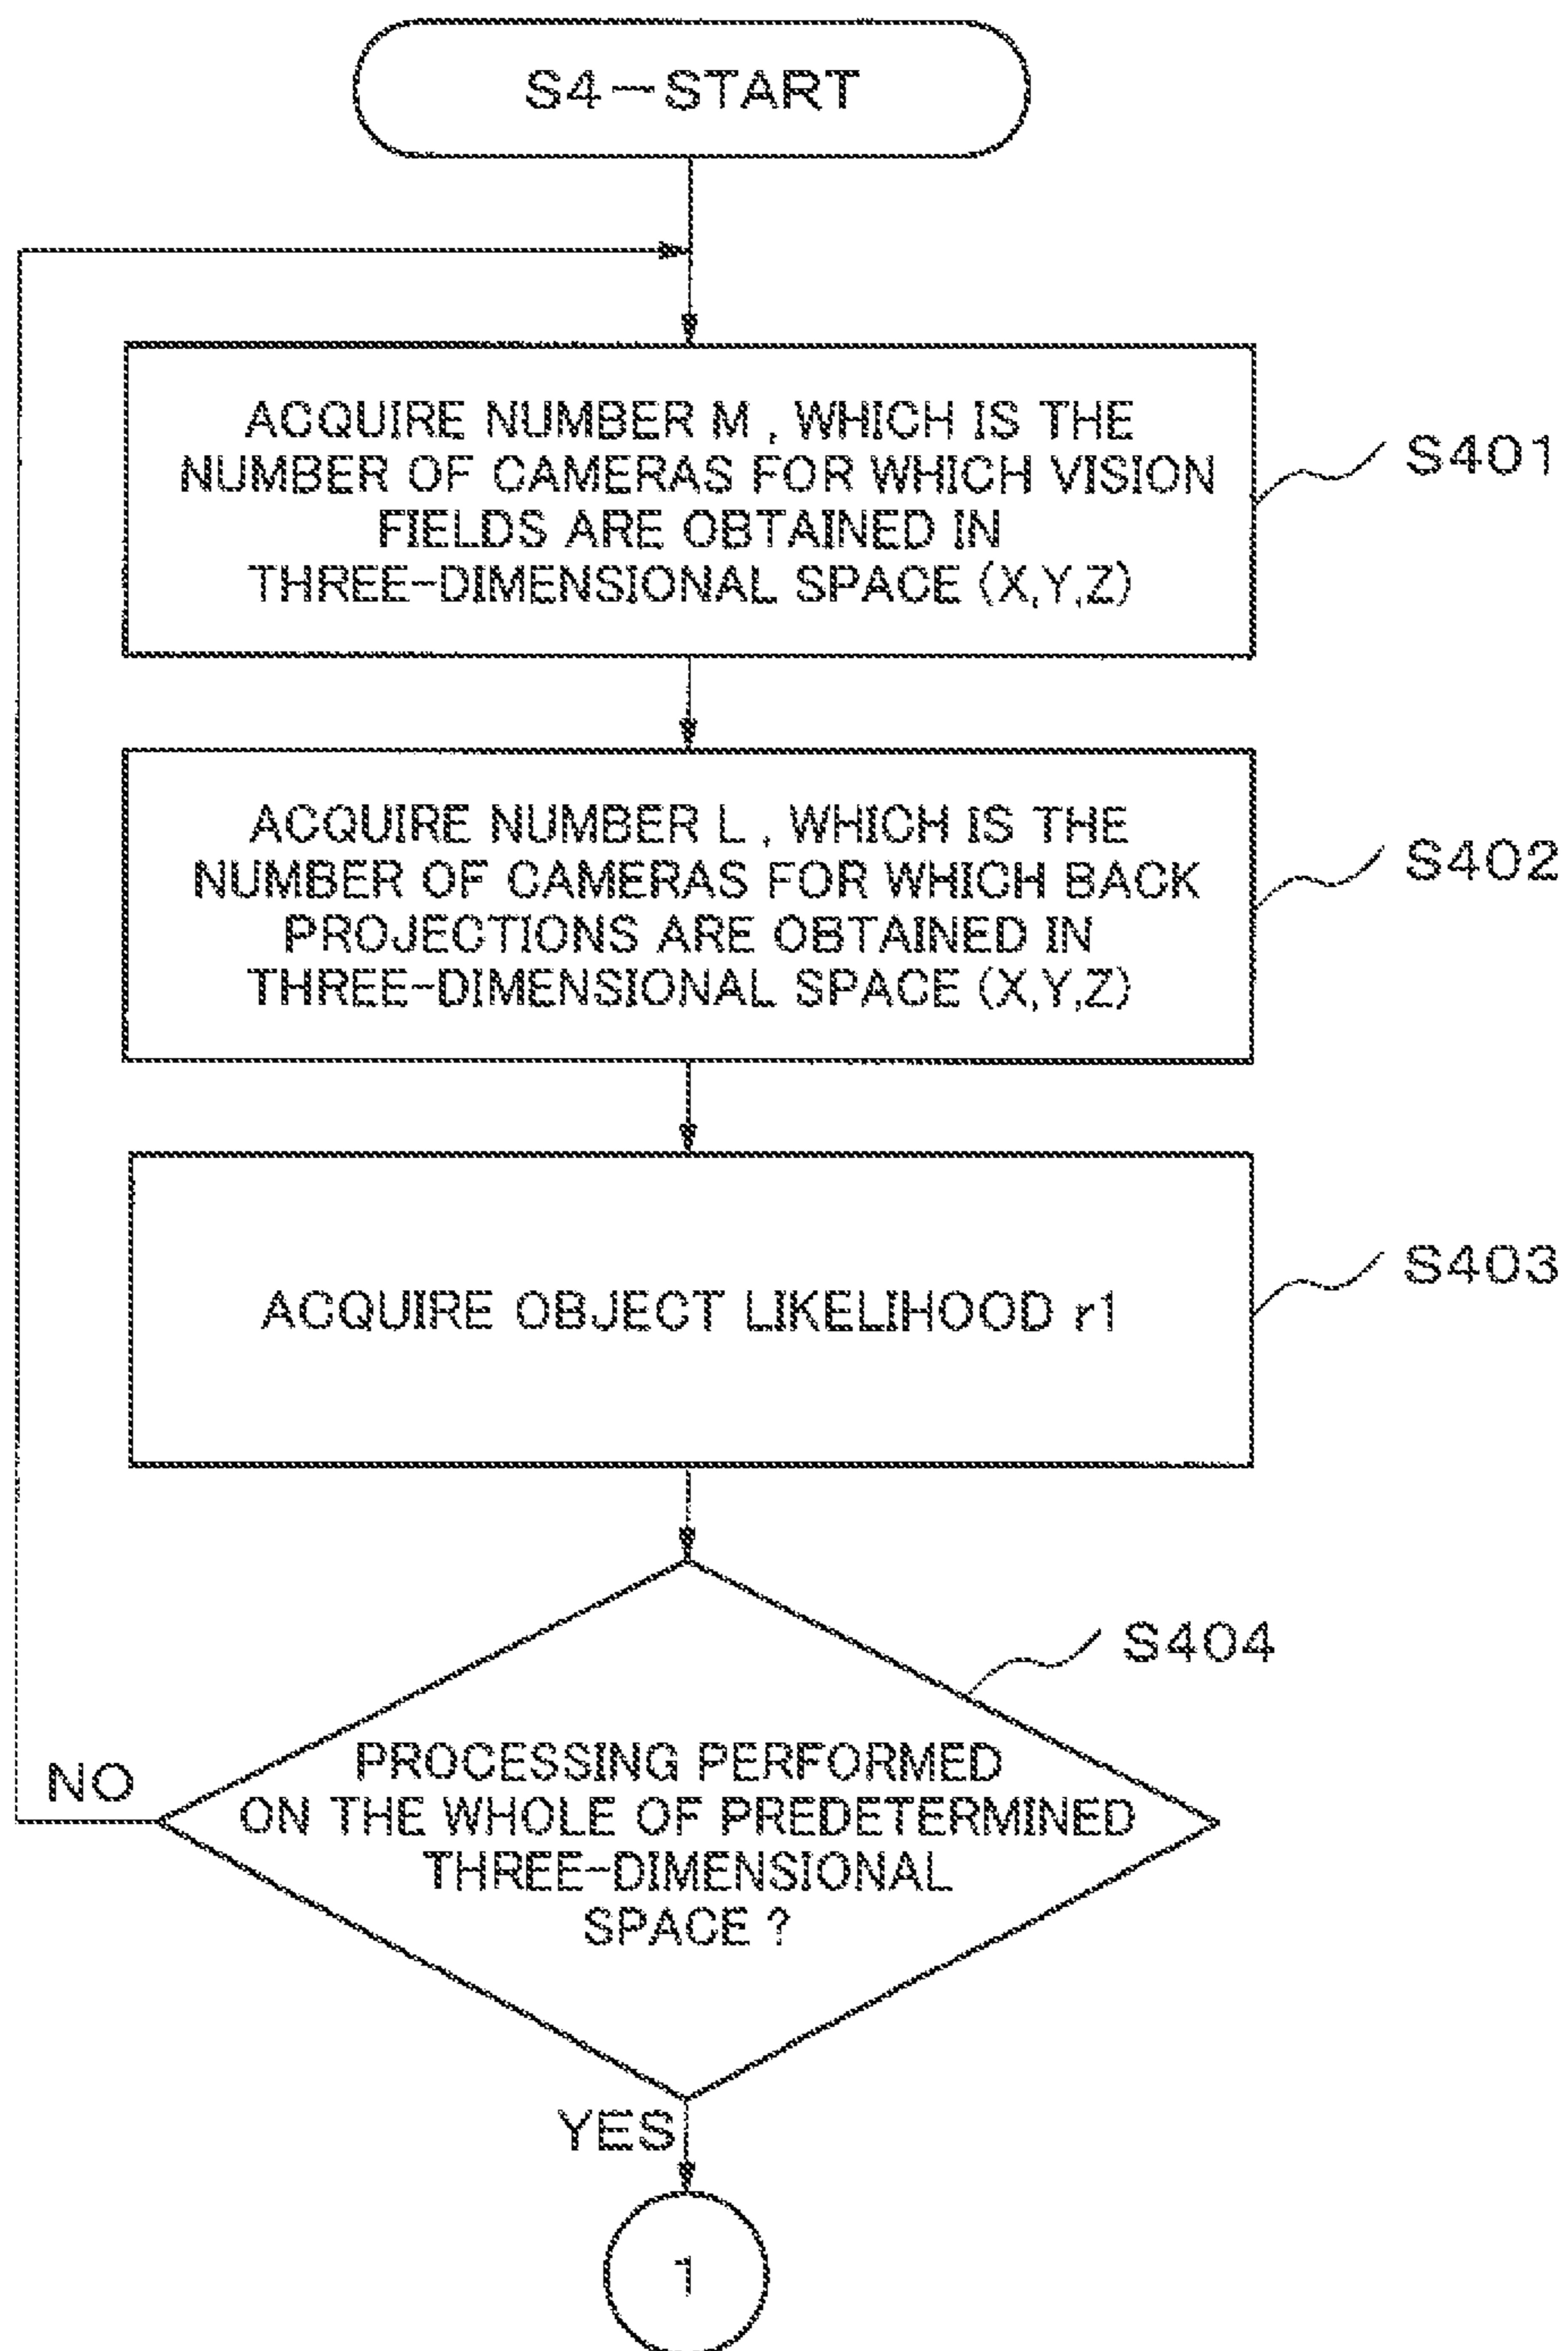 S4-START
ACQUIRE NUMBER M , WHICH IS THE
NUMBER OF CAMERAS FOR WHICH VISION
FIELDS ARE OBTAINED IN
THREE-DIMENSIONAL SPACE (X,Y,Z)
S401
ACQUIRE NUMBER L , WHICH IS THE
NUMBER OF CAMERAS FOR WHICH BACK
PROJECTIONS ARE OBTAINED IN
THREE-DIMENSIONAL SPACE (X,Y,Z)
S402
ACQUIRE OBJECT LIKELIHOOD r1
S403
S404
PROCESSING PERFORMED
ON THE WHOLE OF PREDETERMINED
THREE-DIMENSIONAL
SPACE ?
NO
YES
1